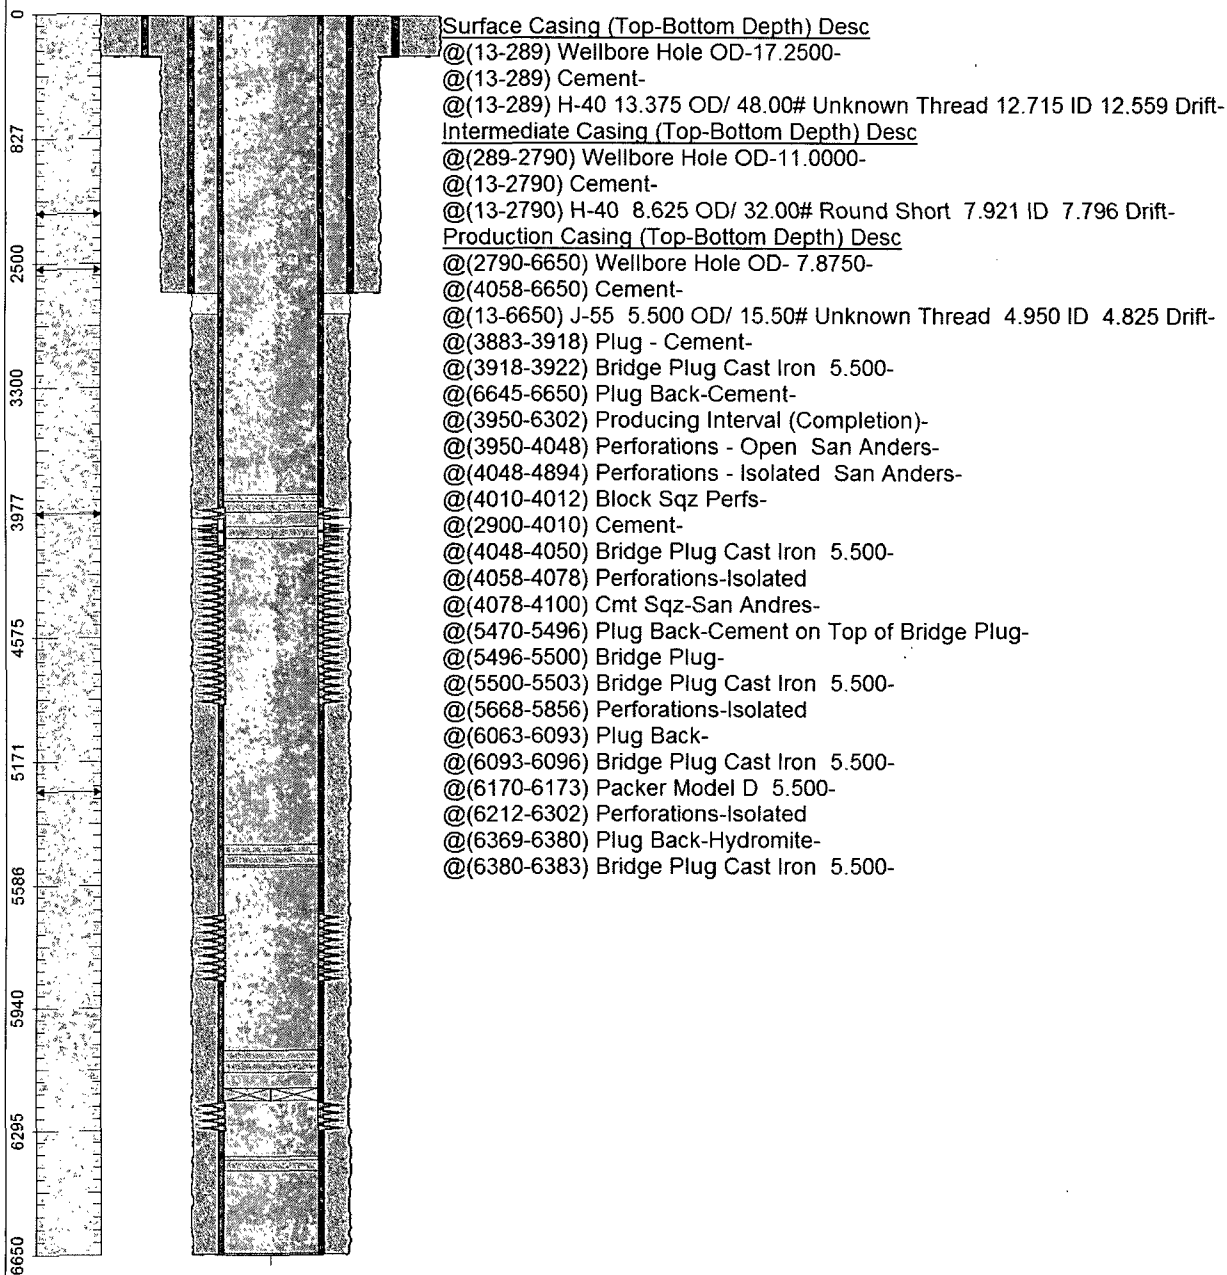 0
827
2500
3300
3977
4575
5171
5586
5940
6295
6650
Surface Casing (Top-Bottom Depth) Desc
@(13-289) Wellbore Hole OD-17.2500-
@(13-289) Cement-
@(13-289) H-40 13.375 OD/ 48.00# Unknown Thread 12.715 ID 12.559 Drift-
Intermediate Casing (Top-Bottom Depth) Desc
@(289-2790) Wellbore Hole OD-11.0000-
@(13-2790) Cement-
@(13-2790) H-40 8.625 OD/ 32.00# Round Short 7.921 ID 7.796 Drift-
Production Casing (Top-Bottom Depth) Desc
@(2790-6650) Wellbore Hole OD- 7.8750-
@(4058-6650) Cement-
@(13-6650) J-55 5.500 OD/ 15.50# Unknown Thread 4.950 ID 4.825 Drift-
@(3883-3918) Plug - Cement-
@(3918-3922) Bridge Plug Cast Iron 5.500-
@(6645-6650) Plug Back-Cement-
@(3950-6302) Producing Interval (Completion)-
@(3950-4048) Perforations - Open San Anders-
@(4048-4894) Perforations - Isolated San Anders-
@(4010-4012) Block Sqz Perfs-
@(2900-4010) Cement-
@(4048-4050) Bridge Plug Cast Iron 5.500-
@(4058-4078) Perforations-Isolated
@(4078-4100) Cmt Sqz-San Andres-
@(5470-5496) Plug Back-Cement on Top of Bridge Plug-
@(5496-5500) Bridge Plug-
@(5500-5503) Bridge Plug Cast Iron 5.500-
@(5668-5856) Perforations-Isolated
@(6063-6093) Plug Back-
@(6093-6096) Bridge Plug Cast Iron 5.500-
@(6170-6173) Packer Model D 5.500-
@(6212-6302) Perforations-Isolated
@(6369-6380) Plug Back-Hydromite-
@(6380-6383) Bridge Plug Cast Iron 5.500-